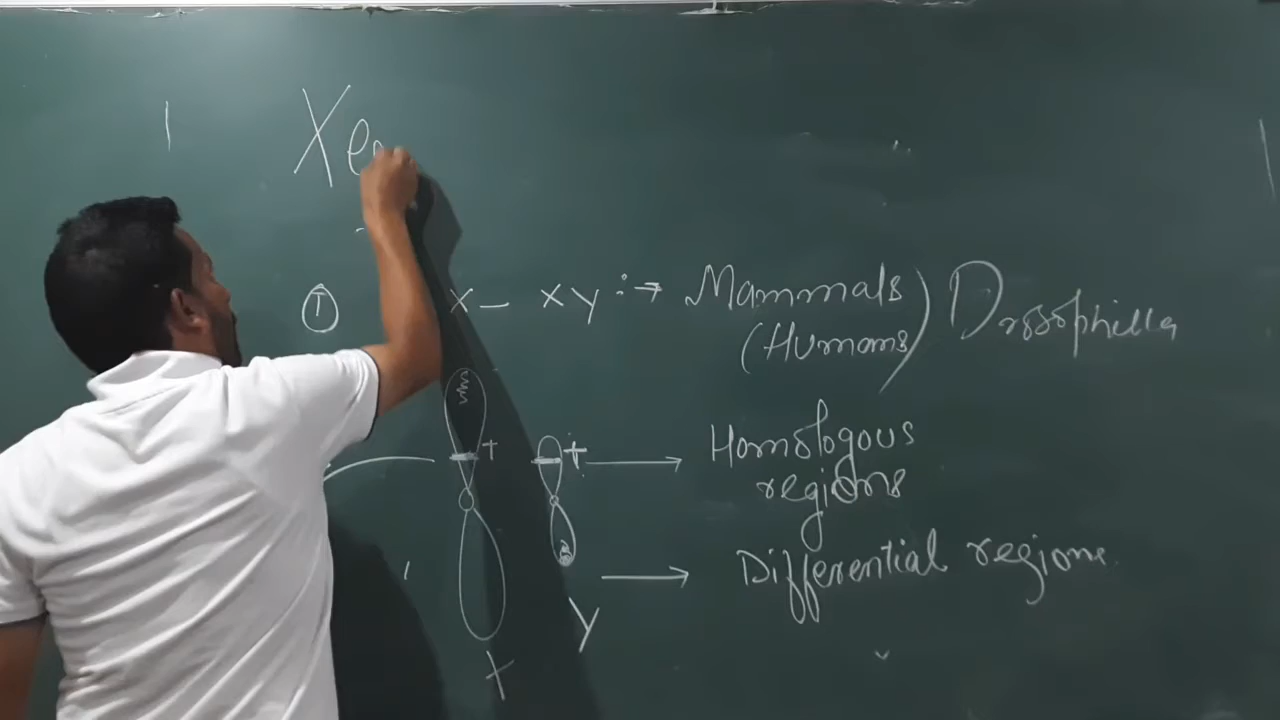 Xe
① X - XY :→ Mammals
(Humans) Drosophilla
+ + → Homologous
regions
→ Differential regions
Y
X